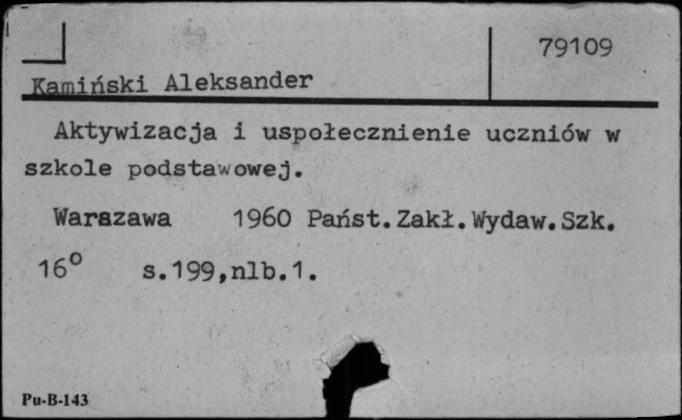 79109
Kamiński Aleksander
Aktywizacja i uspołecznienie uczniów w
szkole podstawowej.
Warszawa 1960 Państ.Zakł.Wydaw.Szk.
16° s.199,nlb.1.
Pu-B-143